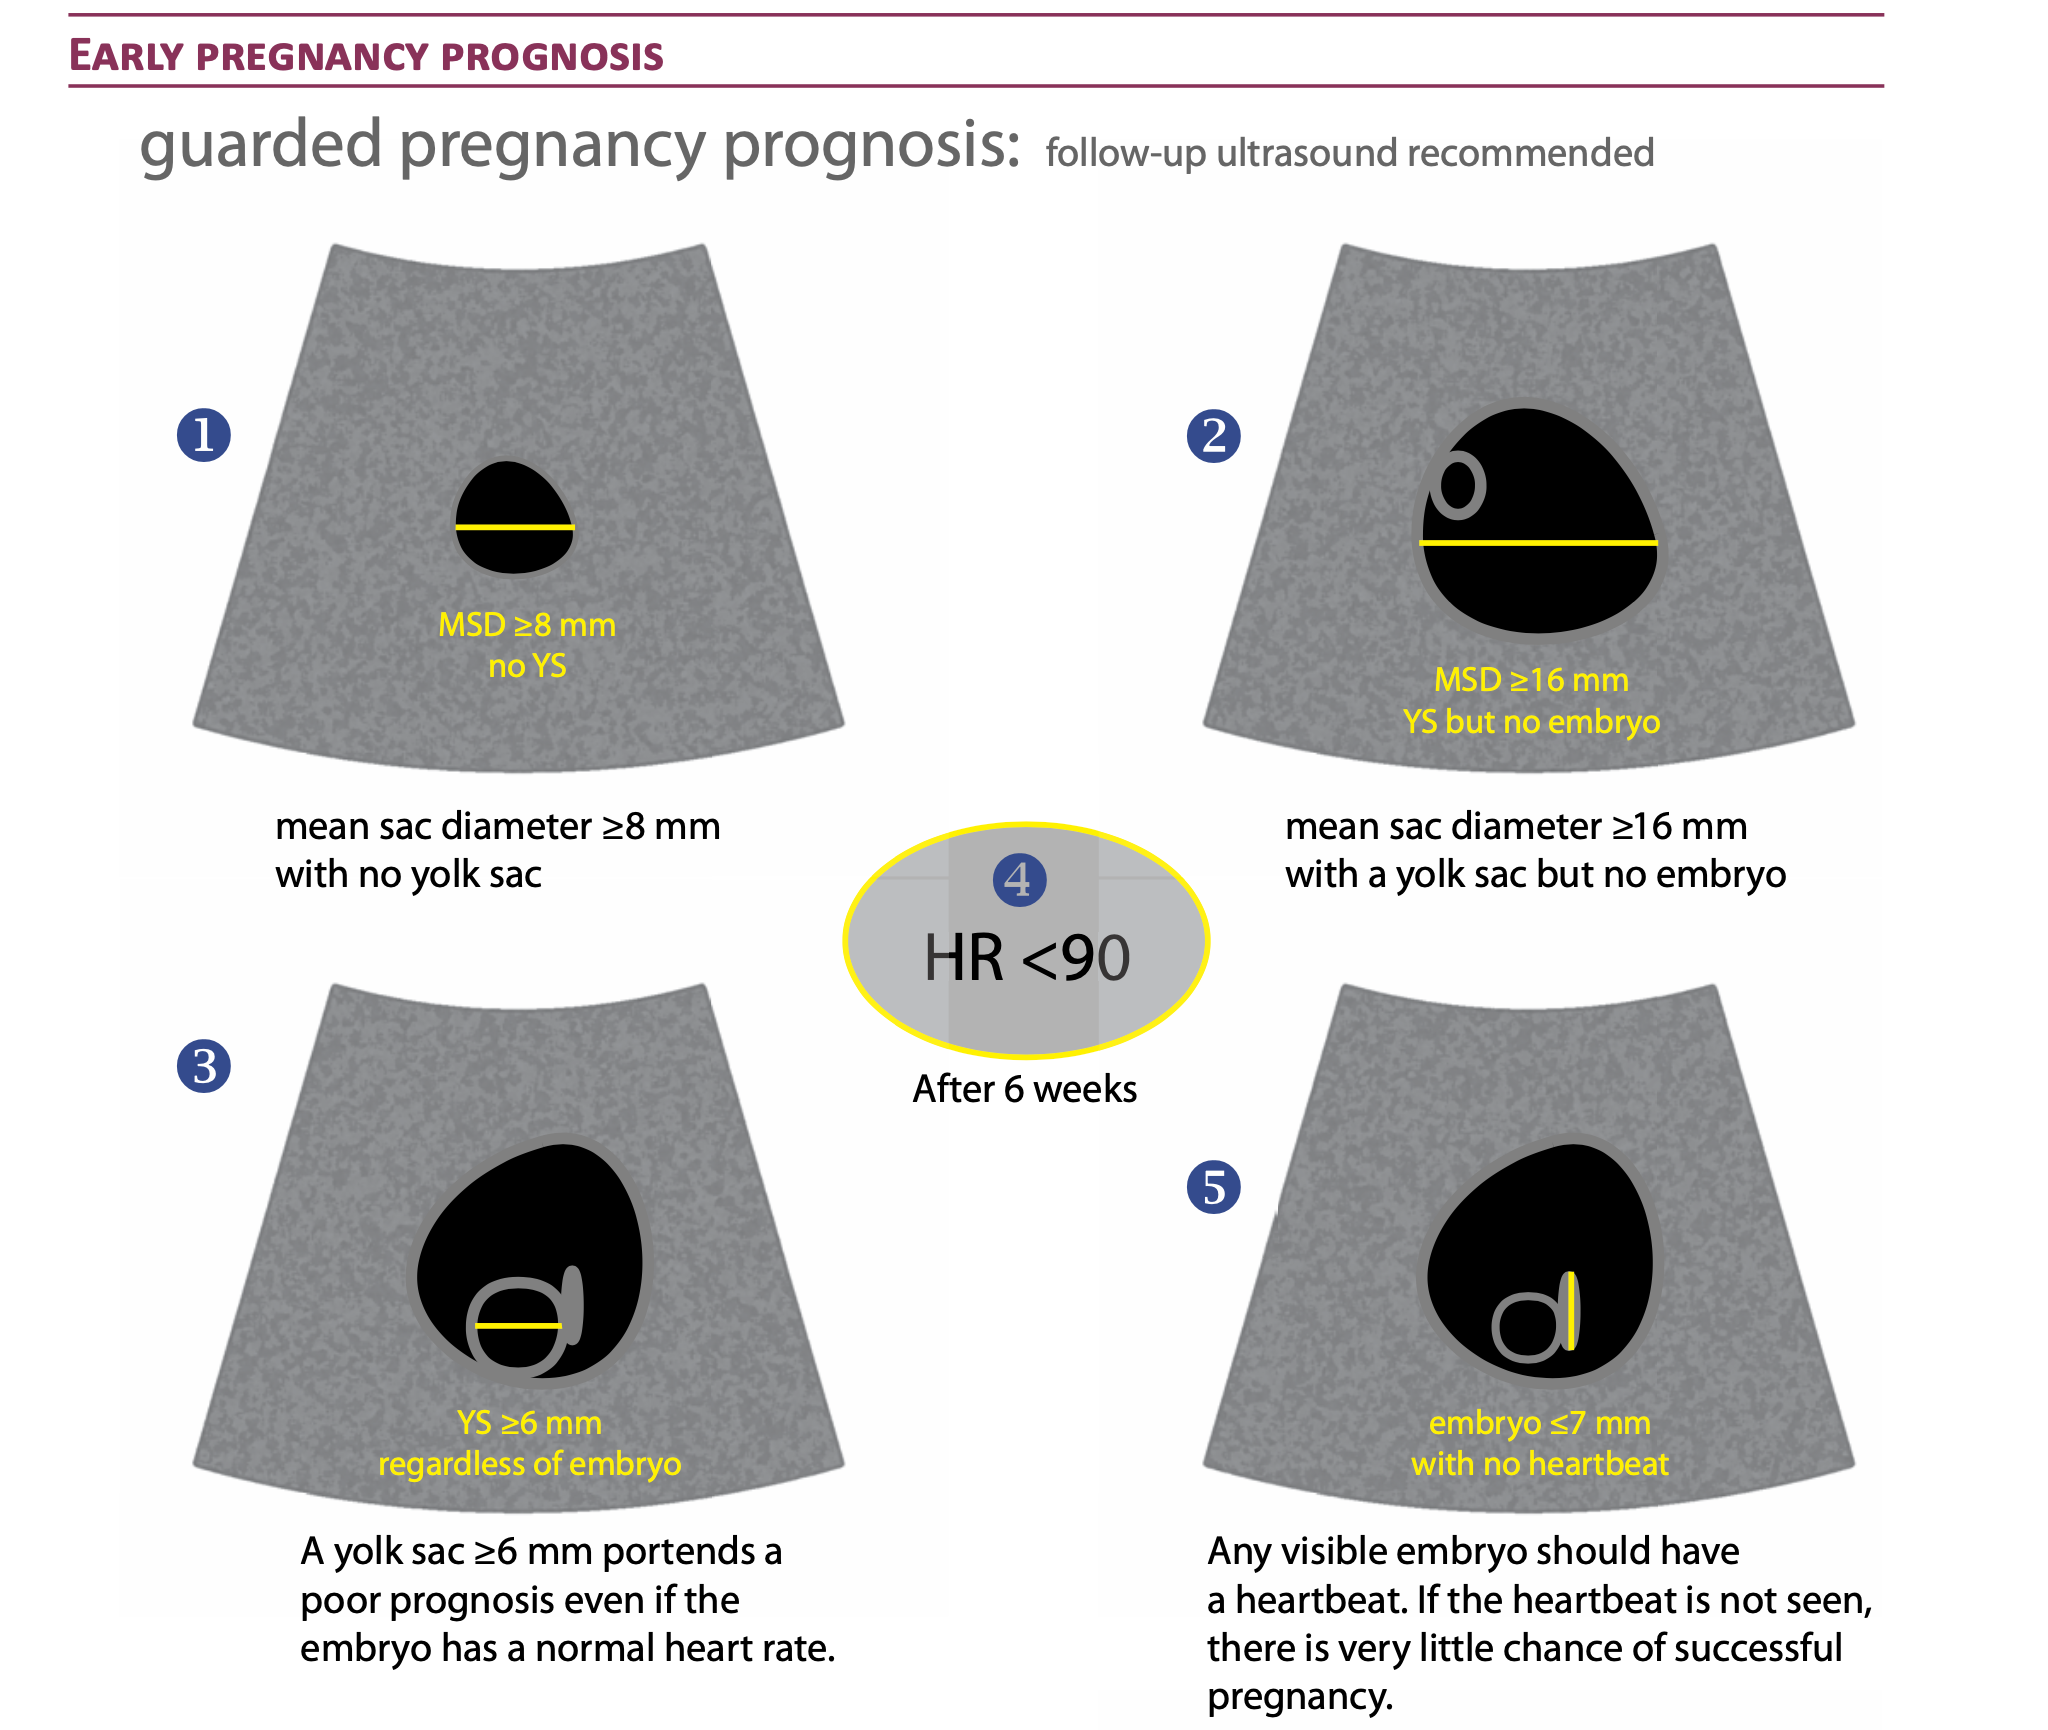 EARLY PREGNANCY PROGNOSIS
guarded pregnancy prognosis: follow-up ultrasound recommended
1
MSD ≥8 mm
no YS
mean sac diameter ≥8 mm
with no yolk sac
2
MSD ≥16 mm
YS but no embryo
mean sac diameter ≥16 mm
with a yolk sac but no embryo
3
YS ≥6 mm
regardless of embryo
A yolk sac ≥6 mm portends a
poor prognosis even if the
embryo has a normal heart rate.
4
HR <90
After 6 weeks
5
embryo ≤7 mm
with no heartbeat
Any visible embryo should have
a heartbeat. If the heartbeat is not seen,
there is very little chance of successful
pregnancy.